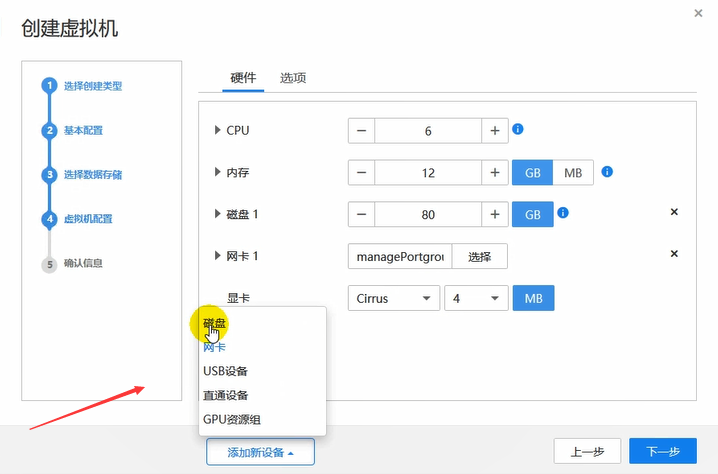 创建虚拟机
1 选择创建类型
2 基本配置
3 选择数据存储
4 虚拟机配置
5 确认信息
硬件 选项
CPU 6
内存 12 GB MB
磁盘 1 80 GB
网卡 1 managePortgrou 选择
显卡 Cirrus 4 MB
磁盘
网卡
USB设备
直通设备
GPU资源组
添加新设备 上一步 下一步